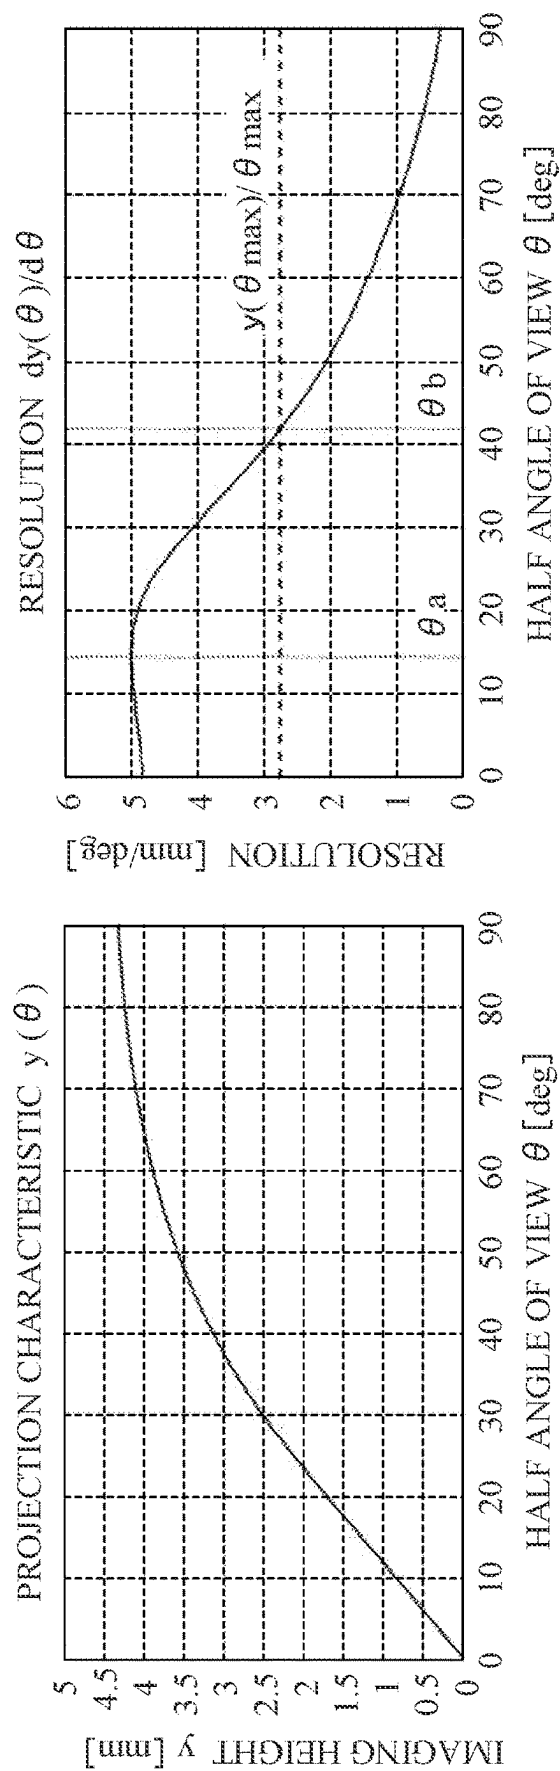 PROJECTION CHARACTERISTIC y(θ)
IMAGING HEIGHT y [mm]
5
4.5
4
3.5
3
2.5
2
1.5
1
0.5
0
0 10 20 30 40 50 60 70 80 90
HALF ANGLE OF VIEW θ [deg]
RESOLUTION dy(θ)/dθ
RESOLUTION [mm/deg]
6
5
4
3
2
1
0
y(θmax)/θmax
θa
θb
0 10 20 30 40 50 60 70 80 90
HALF ANGLE OF VIEW θ [deg]